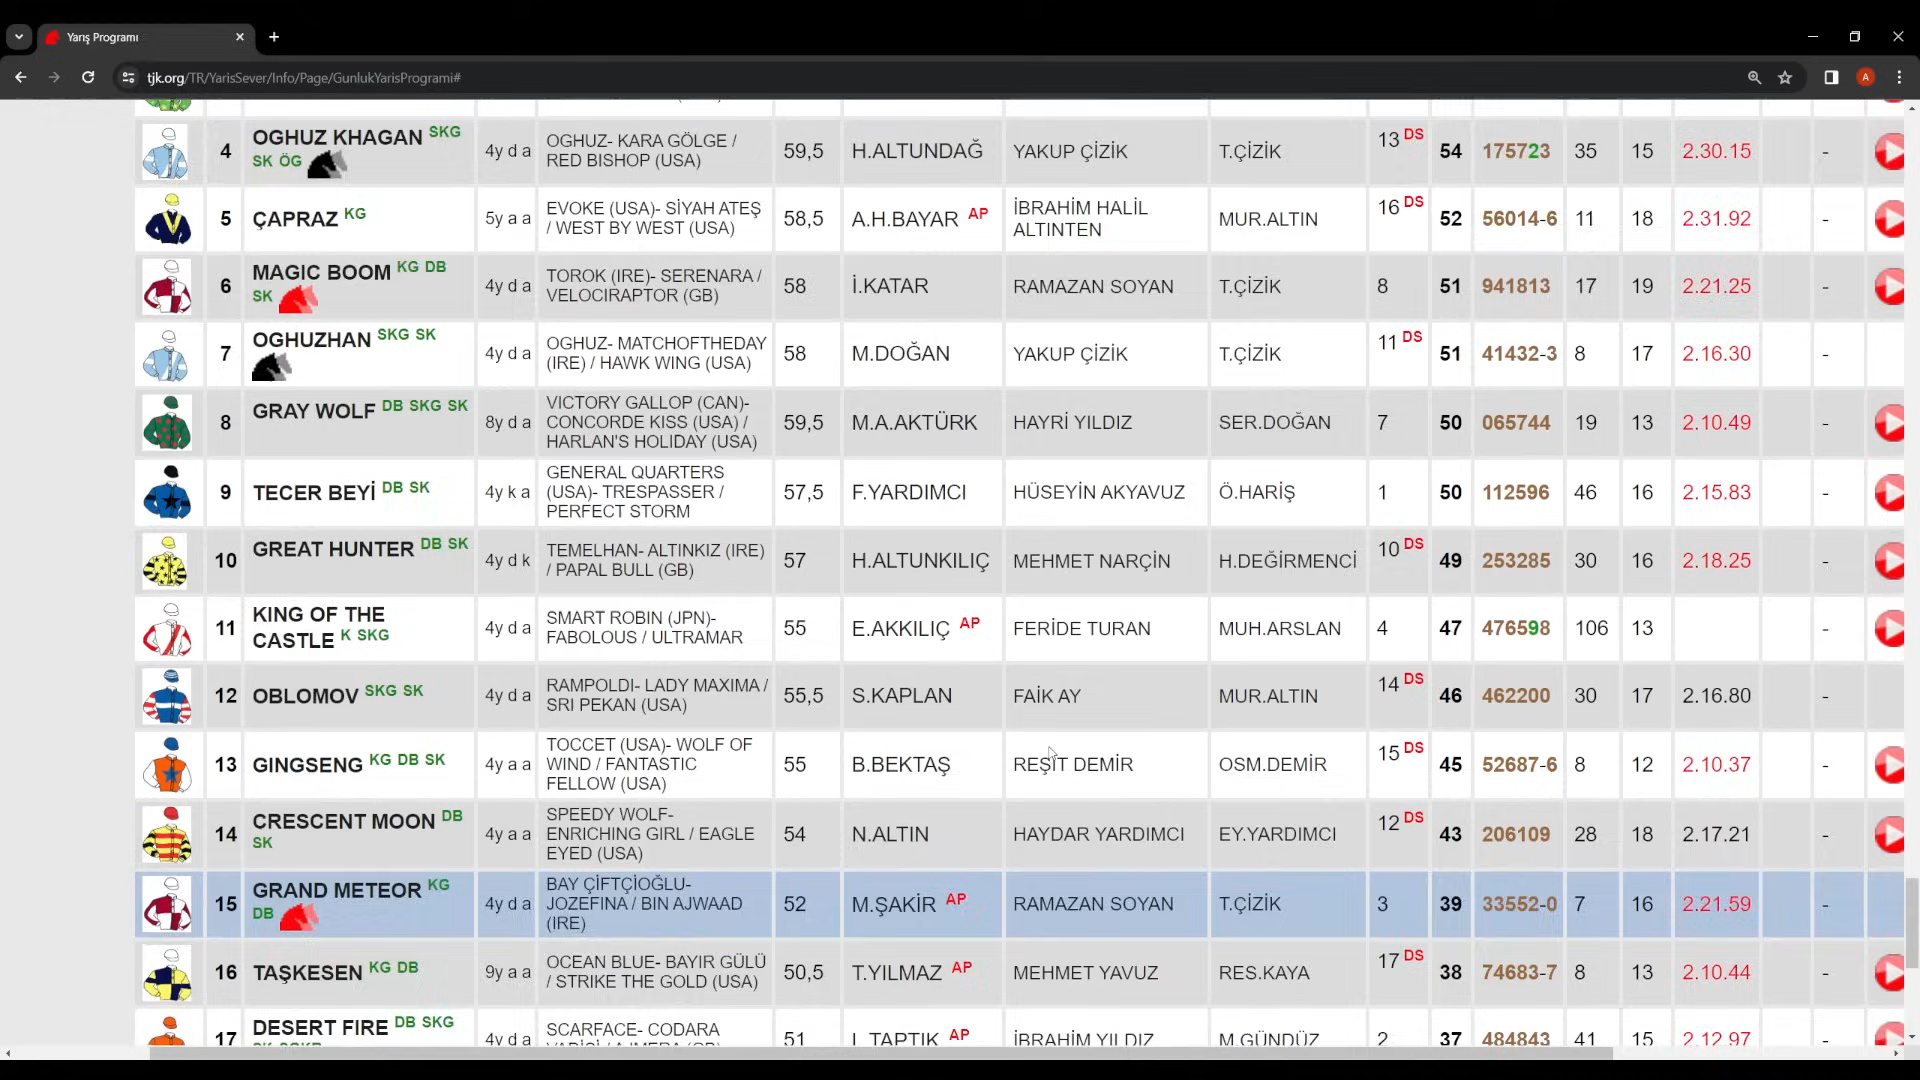 Yarış Programı
tjk.org/TR/YarisSever/Info/Page/GunlukYarisProgrami#
A
4 OGHUZ KHAGAN SKG SK ÖG 4y d a OGHUZ- KARA GÖLGE / RED BISHOP (USA) 59,5 H.ALTUNDAĞ YAKUP ÇİZİK T.ÇİZİK 13 DS 54 175723 35 15 2.30.15 -
5 ÇAPRAZ KG 5y a a EVOKE (USA)- SİYAH ATEŞ / WEST BY WEST (USA) 58,5 A.H.BAYAR AP İBRAHİM HALİL ALTINTEN MUR.ALTIN 16 DS 52 56014-6 11 18 2.31.92 -
6 MAGIC BOOM KG DB SK 4y d a TOROK (IRE)- SERENARA / VELOCIRAPTOR (GB) 58 İ.KATAR RAMAZAN SOYAN T.ÇİZİK 8 51 941813 17 19 2.21.25 -
7 OGHUZHAN SKG SK 4y d a OGHUZ- MATCHOFTHEDAY (IRE) / HAWK WING (USA) 58 M.DOĞAN YAKUP ÇİZİK T.ÇİZİK 11 DS 51 41432-3 8 17 2.16.30 -
8 GRAY WOLF DB SKG SK 8y d a VICTORY GALLOP (CAN)- CONCORDE KISS (USA) / HARLAN'S HOLIDAY (USA) 59,5 M.A.AKTÜRK HAYRİ YILDIZ SER.DOĞAN 7 50 065744 19 13 2.10.49 -
9 TECER BEYİ DB SK 4y k a GENERAL QUARTERS (USA)- TRESPASSER / PERFECT STORM 57,5 F.YARDIMCI HÜSEYİN AKYAVUZ Ö.HARİŞ 1 50 112596 46 16 2.15.83 -
10 GREAT HUNTER DB SK 4y d k TEMELHAN- ALTINKIZ (IRE) / PAPAL BULL (GB) 57 H.ALTUNKILIÇ MEHMET NARÇİN H.DEĞİRMENCİ 10 DS 49 253285 30 16 2.18.25 -
11 KING OF THE CASTLE K SKG 4y d a SMART ROBIN (JPN)- FABOLOUS / ULTRAMAR 55 E.AKKILIÇ AP FERİDE TURAN MUH.ARSLAN 4 47 476598 106 13 -
12 OBLOMOV SKG SK 4y d a RAMPOLDI- LADY MAXIMA / SRI PEKAN (USA) 55,5 S.KAPLAN FAİK AY MUR.ALTIN 14 DS 46 462200 30 17 2.16.80 -
13 GINGSENG KG DB SK 4y a a TOCCET (USA)- WOLF OF WIND / FANTASTIC FELLOW (USA) 55 B.BEKTAŞ REŞİT DEMİR OSM.DEMİR 15 DS 45 52687-6 8 12 2.10.37 -
14 CRESCENT MOON DB SK 4y a a SPEEDY WOLF- ENRICHING GIRL / EAGLE EYED (USA) 54 N.ALTIN HAYDAR YARDIMCI EY.YARDIMCI 12 DS 43 206109 28 18 2.17.21 -
15 GRAND METEOR KG DB 4y d a BAY ÇİFTÇİOĞLU- JOZEFINA / BIN AJWAAD (IRE) 52 M.ŞAKİR AP RAMAZAN SOYAN T.ÇİZİK 3 39 33552-0 7 16 2.21.59 -
16 TAŞKESEN KG DB 9y a a OCEAN BLUE- BAYIR GÜLÜ / STRIKE THE GOLD (USA) 50,5 T.YILMAZ AP MEHMET YAVUZ RES.KAYA 17 DS 38 74683-7 8 13 2.10.44 -
17 DESERT FIRE DB SKG 4y d a SCARFACE- CODARA 51 AP İBRAHİM YILDIZ M.GÜNDÜZ 2 37 484843 41 15 2.12.97 -